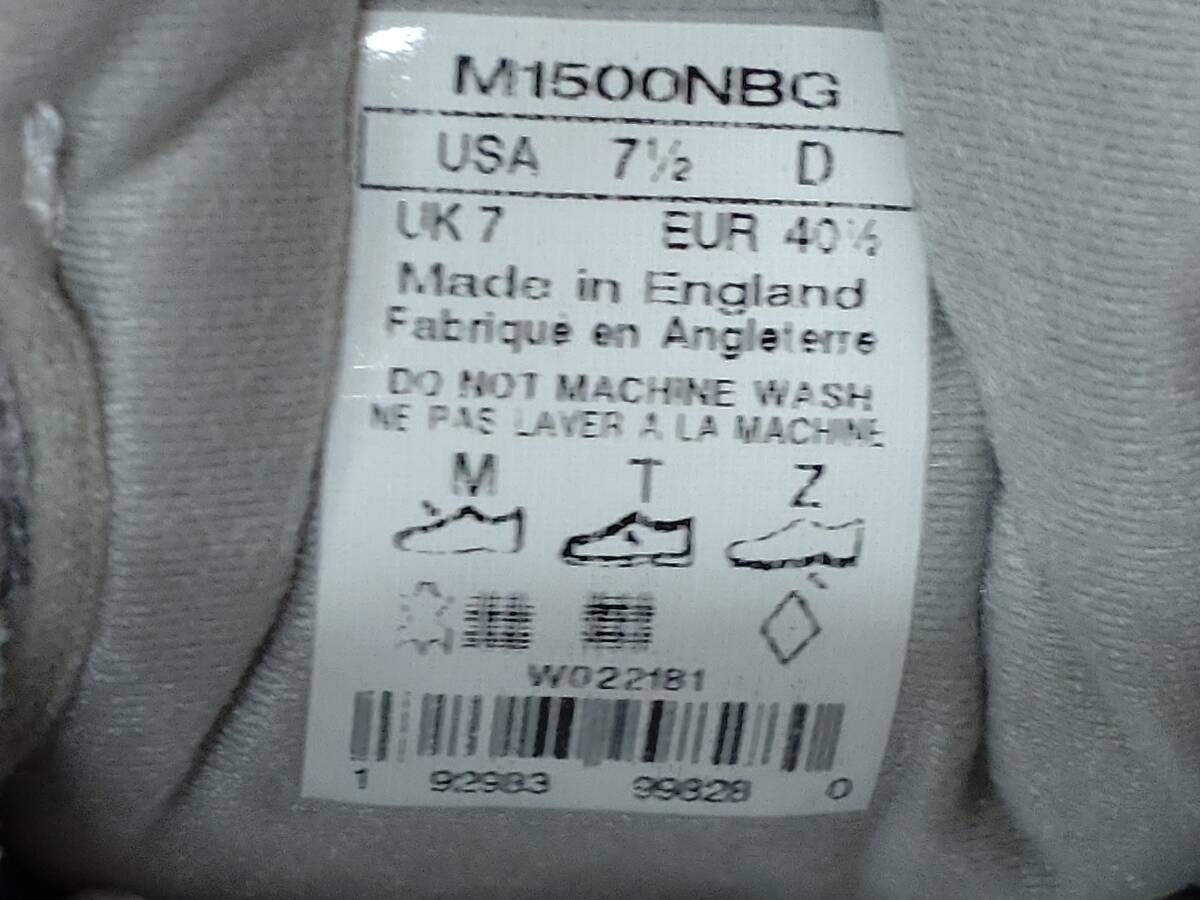 M1500NBG
USA 7½ D
UK 7 EUR 40½
Made in England
Fabriqué en Angleterre
DO NOT MACHINE WASH
NE PAS LAVER A LA MACHINE
M T Z
W022181
1 92983 99828 0